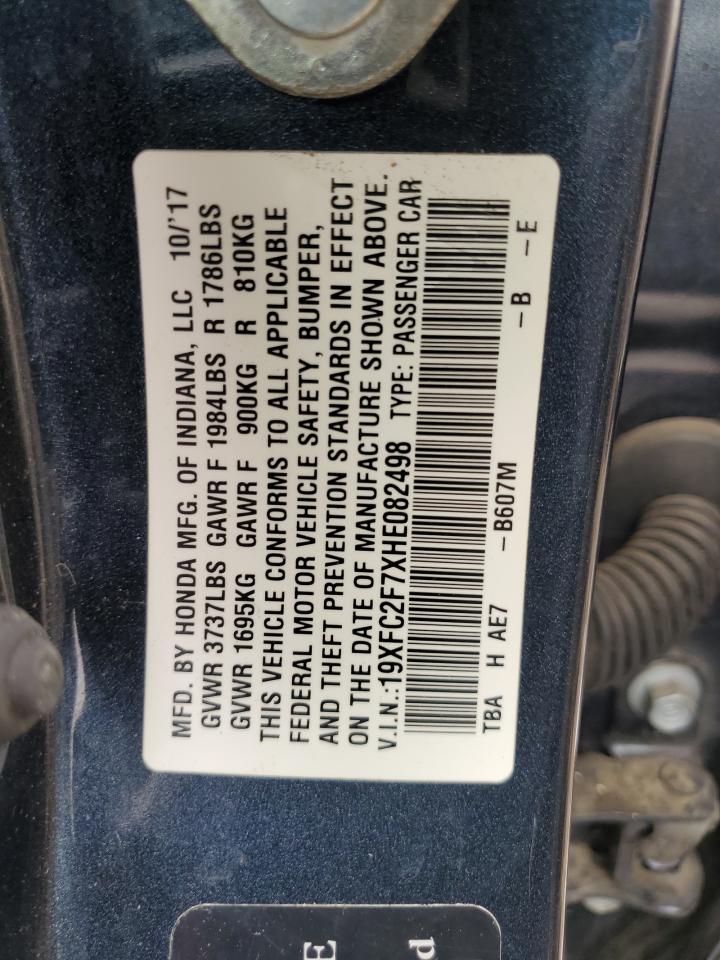 MFD. BY HONDA MFG. OF INDIANA, LLC 10/'17
GVWR 3737LBS GAWR F 1984LBS R 1786LBS
GVWR 1695KG GAWR F 900KG R 810KG
THIS VEHICLE CONFORMS TO ALL APPLICABLE
FEDERAL MOTOR VEHICLE SAFETY, BUMPER,
AND THEFT PREVENTION STANDARDS IN EFFECT
ON THE DATE OF MANUFACTURE SHOWN ABOVE.
V.I.N.:19XFC2F7XHE082498 TYPE: PASSENGER CAR
TBA H AE7 –B607M –B –E
E
d